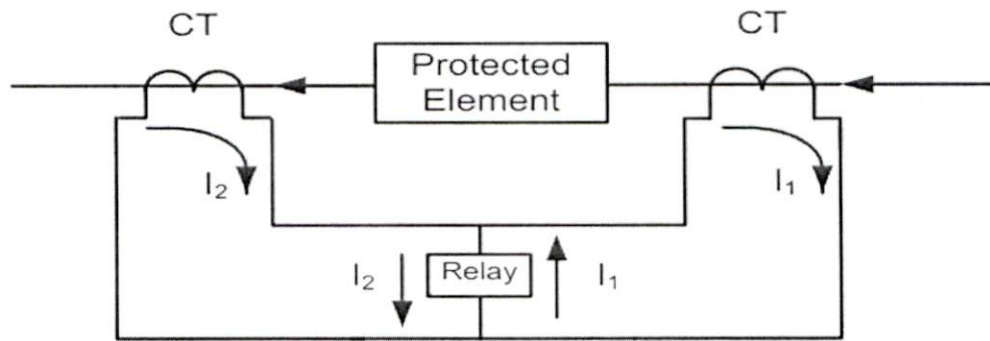 CT
CT
Protected
Element
I₂
I₁
I₂
Relay
I₁